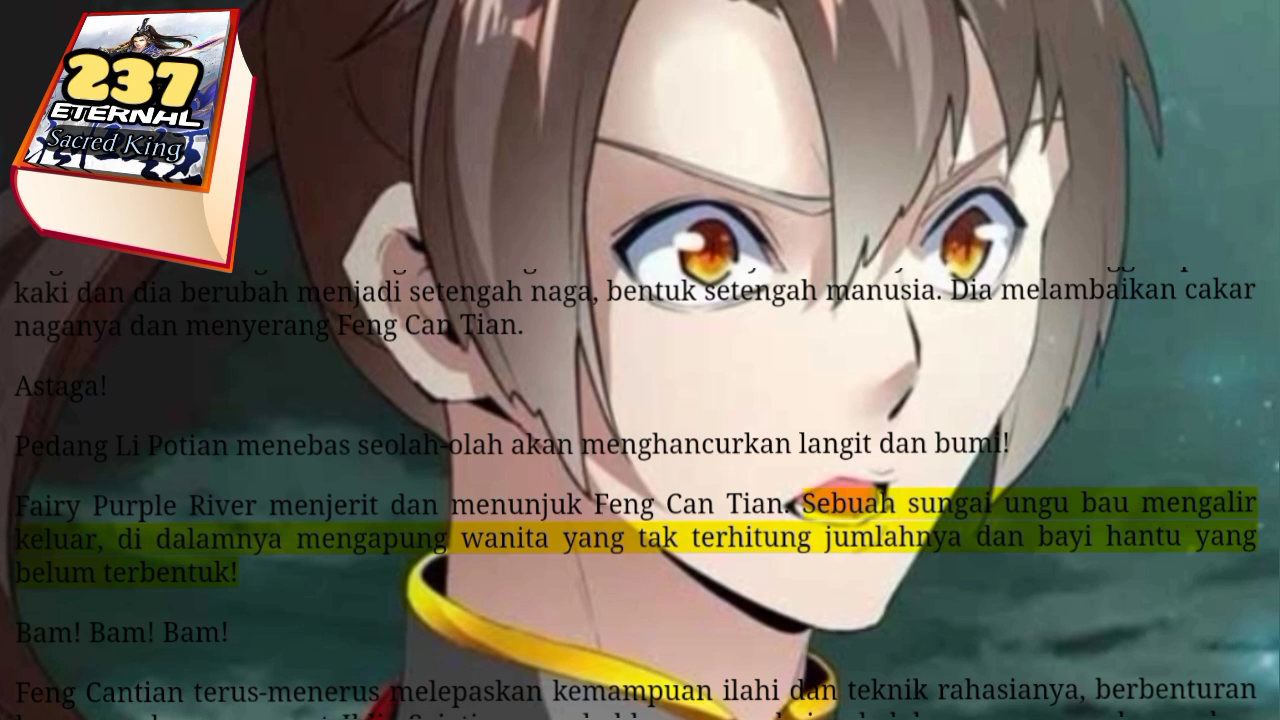 237
ETERNAL
Sacred King
kaki dan dia berubah menjadi setengah naga, bentuk setengah manusia. Dia melambaikan cakar
naganya dan menyerang Feng Can Tian.
Astaga!
Pedang Li Potian menebas seolah-olah akan menghancurkan langit dan bumi!
Fairy Purple River menjerit dan menunjuk Feng Can Tian. Sebuah sungai ungu bau mengalir
keluar, di dalamnya mengapung wanita yang tak terhitung jumlahnya dan bayi hantu yang
belum terbentuk!
Bam! Bam! Bam!
Feng Cantian terus-menerus melepaskan kemampuan ilahi dan teknik rahasianya, berbenturan